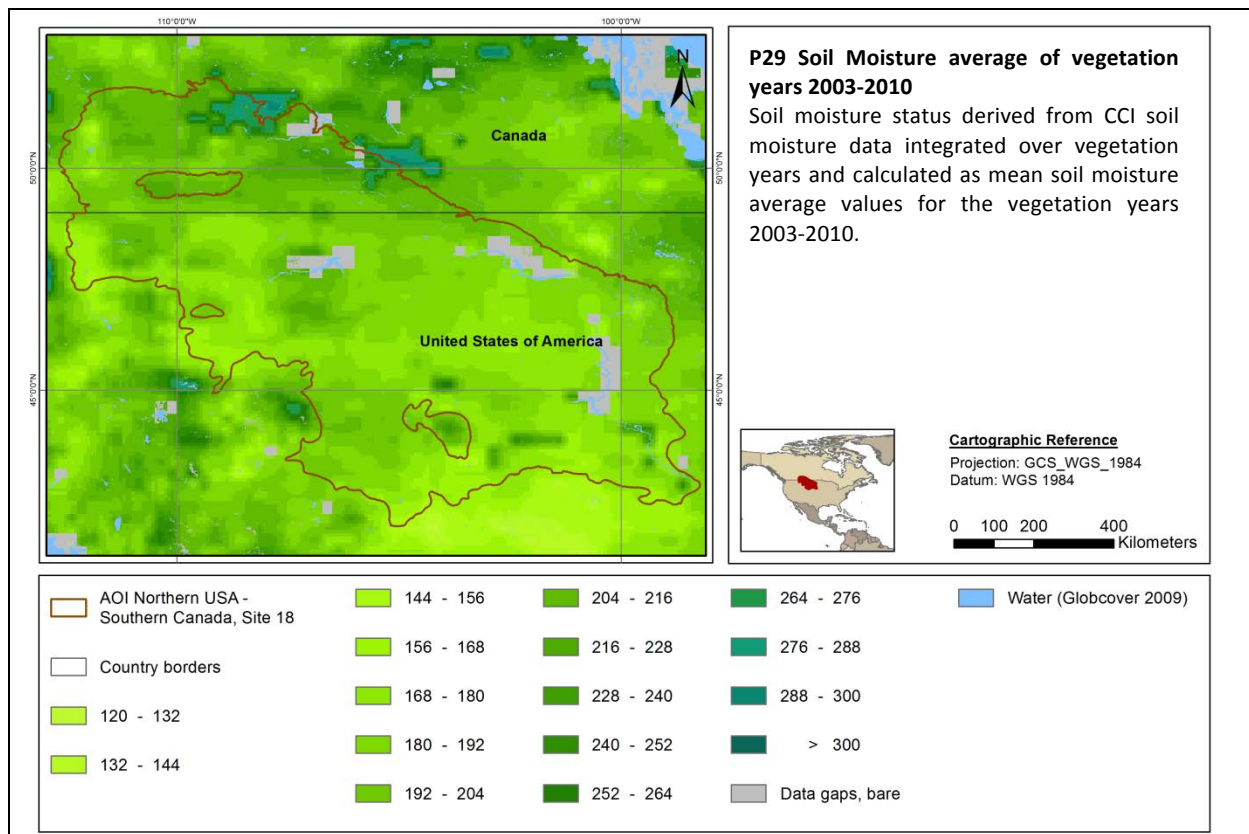 110°0'0"W
100°0'0"W
50°0'0"N
50°0'0"N
45°0'0"N
45°0'0"N
N
Canada
United States of America
P29 Soil Moisture average of vegetation
years 2003-2010
Soil moisture status derived from CCI soil
moisture data integrated over vegetation
years and calculated as mean soil moisture
average values for the vegetation years
2003-2010.
Cartographic Reference
Projection: GCS_WGS_1984
Datum: WGS 1984
0 100 200 400
Kilometers
AOI Northern USA -
Southern Canada, Site 18
Country borders
120 - 132
132 - 144
144 - 156
156 - 168
168 - 180
180 - 192
192 - 204
204 - 216
216 - 228
228 - 240
240 - 252
252 - 264
264 - 276
276 - 288
288 - 300
> 300
Data gaps, bare
Water (Globcover 2009)